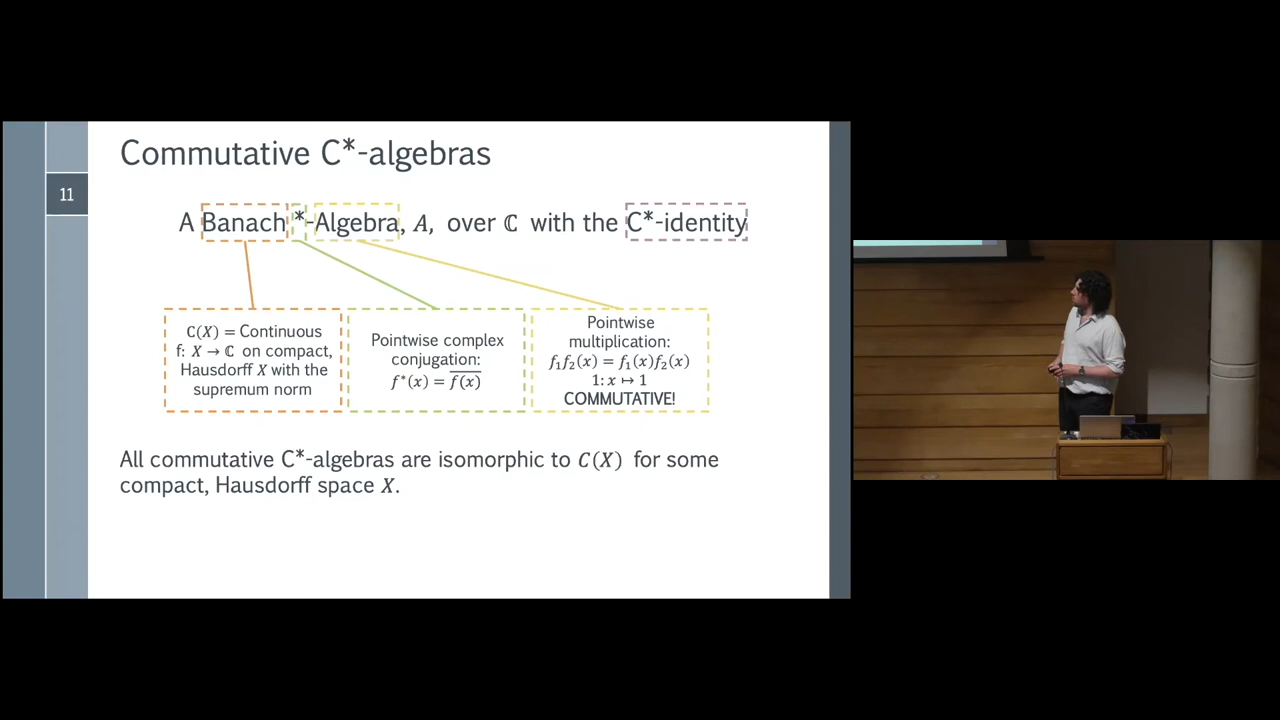 Commutative C*-algebras
11
A Banach *-Algebra, A, over ℂ with the C*-identity
C(X) = Continuous
f: X → ℂ on compact,
Hausdorff X with the
supremum norm
Pointwise complex
conjugation:
f*(x) = \overline{f(x)}
Pointwise
multiplication:
f₁f₂(x) = f₁(x)f₂(x)
1: x ↦ 1
COMMUTATIVE!
All commutative C*-algebras are isomorphic to C(X) for some
compact, Hausdorff space X.